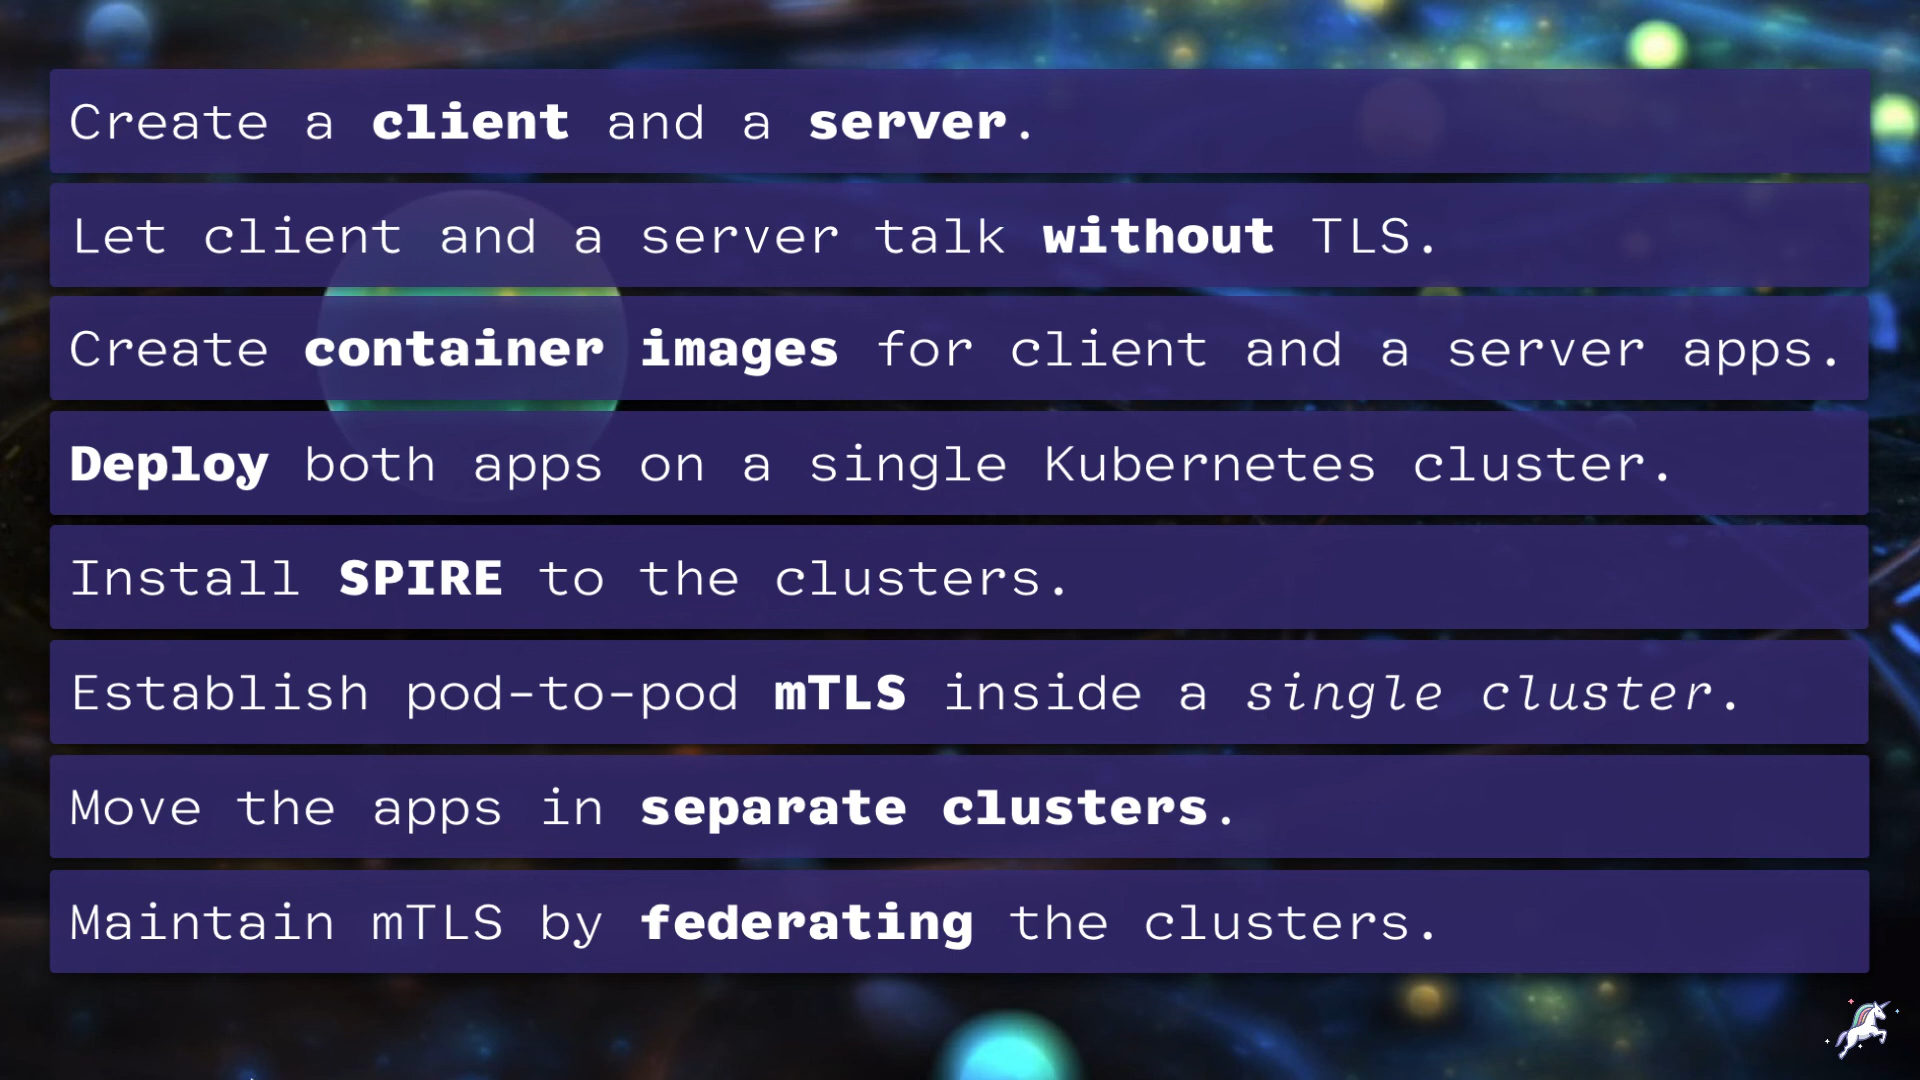 Create a client and a server.
Let client and a server talk without TLS.
Create container images for client and a server apps.
Deploy both apps on a single Kubernetes cluster.
Install SPIRE to the clusters.
Establish pod-to-pod mTLS inside a single cluster.
Move the apps in separate clusters.
Maintain mTLS by federating the clusters.